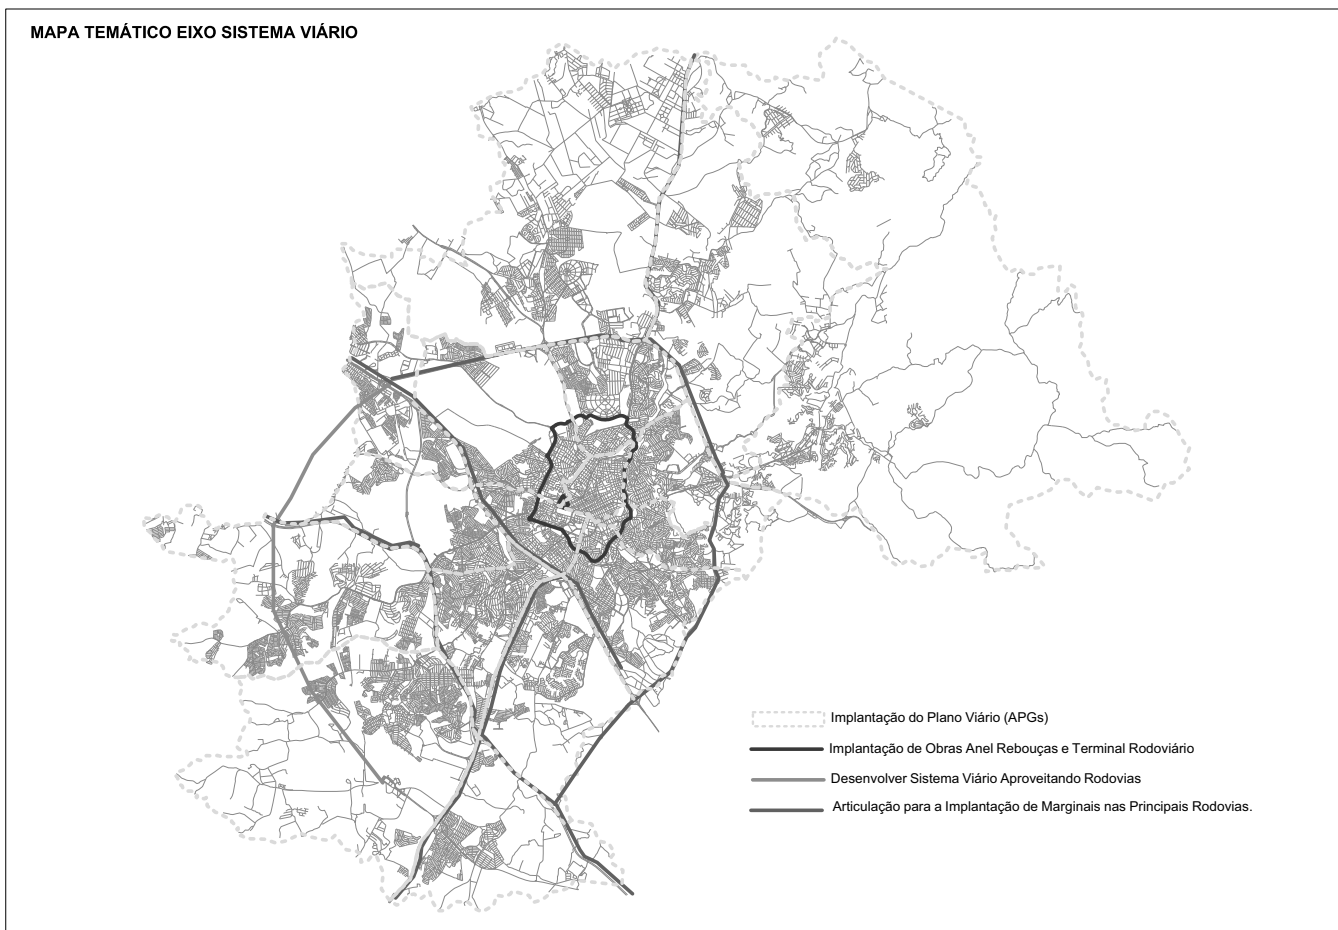 MAPA TEMÁTICO EIXO SISTEMA VIÁRIO
Implantação do Plano Viário (APGs)
Implantação de Obras Anel Rebouças e Terminal Rodoviário
Desenvolver Sistema Viário Aproveitando Rodovias
Articulação para a Implantação de Marginais nas Principais Rodovias.